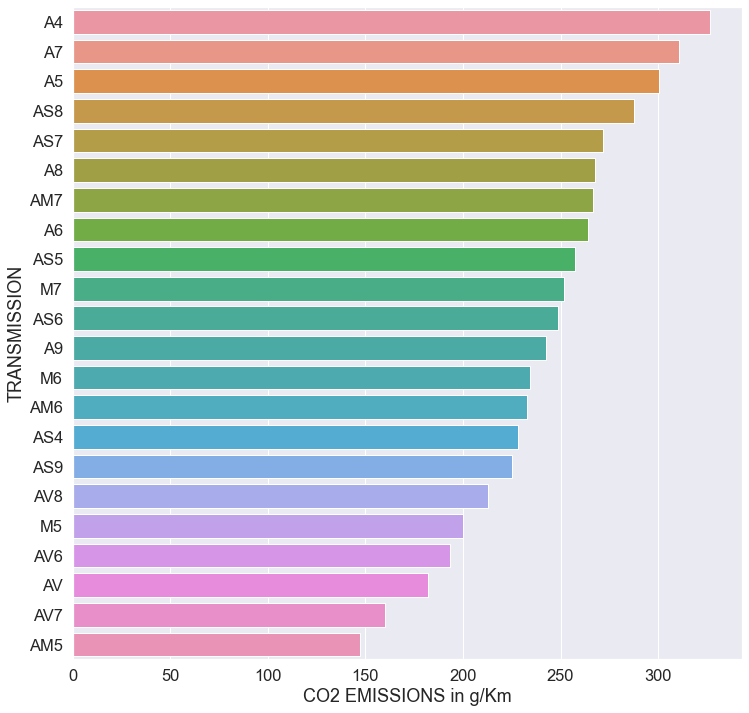 A4
A7
A5
AS8
AS7
A8
AM7
A6
AS5
M7
AS6
A9
M6
AM6
AS4
AS9
AV8
M5
AV6
AV
AV7
AM5
TRANSMISSION
0 50 100 150 200 250 300
CO2 EMISSIONS in g/Km